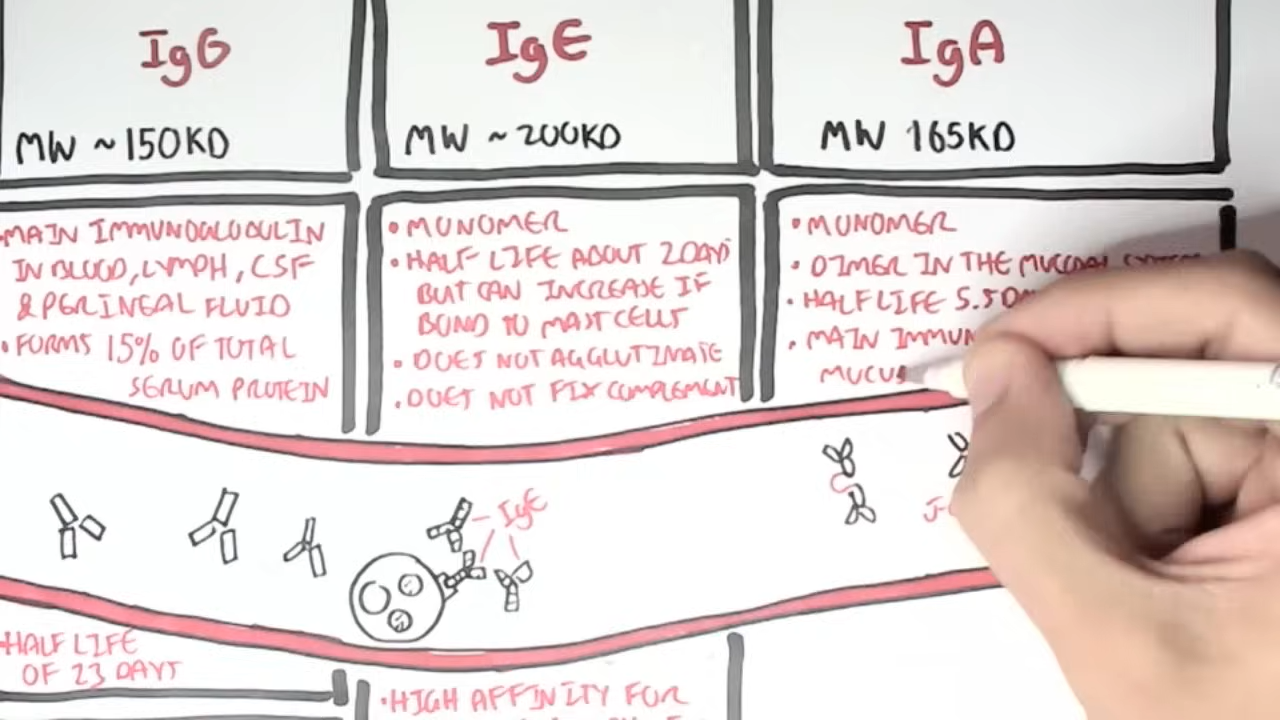 IgG
MW ~150KD
• MAIN IMMUNOGLOBULIN
IN BLOOD, LYMPH, CSF
& PERINEAL FLUID
• FORMS 15% OF TOTAL
SERUM PROTEIN
• HALF LIFE
OF 23 DAYS
IgE
MW ~200KD
• MONOMER
• HALF LIFE ABOUT 2 DAYS
BUT CAN INCREASE IF
BOND TO MAST CELLS
• DOES NOT AGGLUTINATE
• DOES NOT FIX COMPLEMENT
IgE
• HIGH AFFINITY FOR
IgA
MW 165KD
• MONOMER
• DIMER IN THE MUCOSAL SYSTEM
• HALF LIFE 5.5
• MAIN
J-